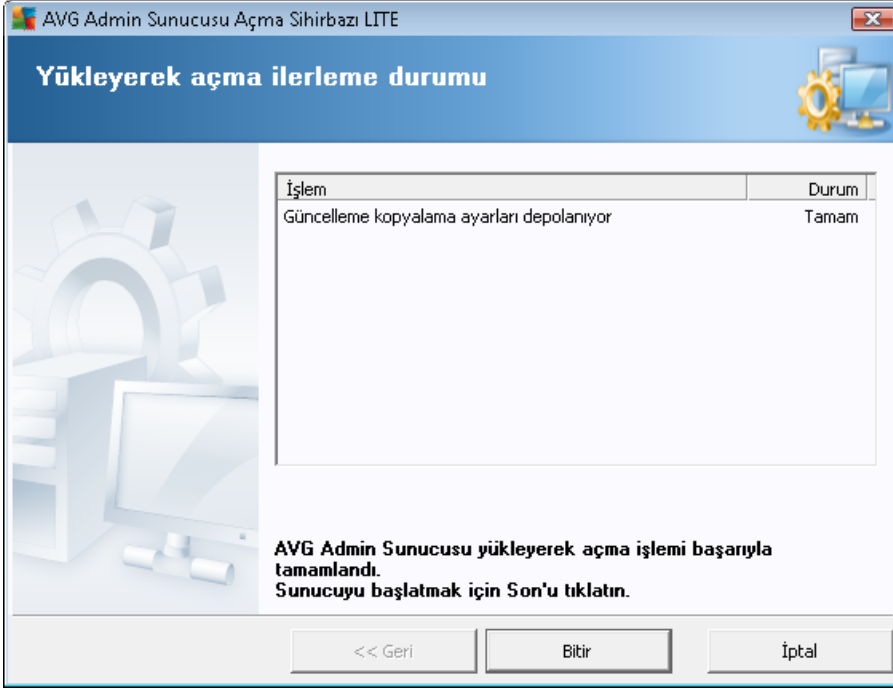 AVG Admin Sunucusu Açma Sihirbazı LITE
Yükleyerek açma ilerleme durumu
İşlem Durum
Güncelleme kopyalama ayarları depolanıyor Tamam
AVG Admin Sunucusu yükleyerek açma işlemi başarıyla
tamamlandı.
Sunucuyu başlatmak için Son'u tıklatın.
<< Geri Bitir İptal